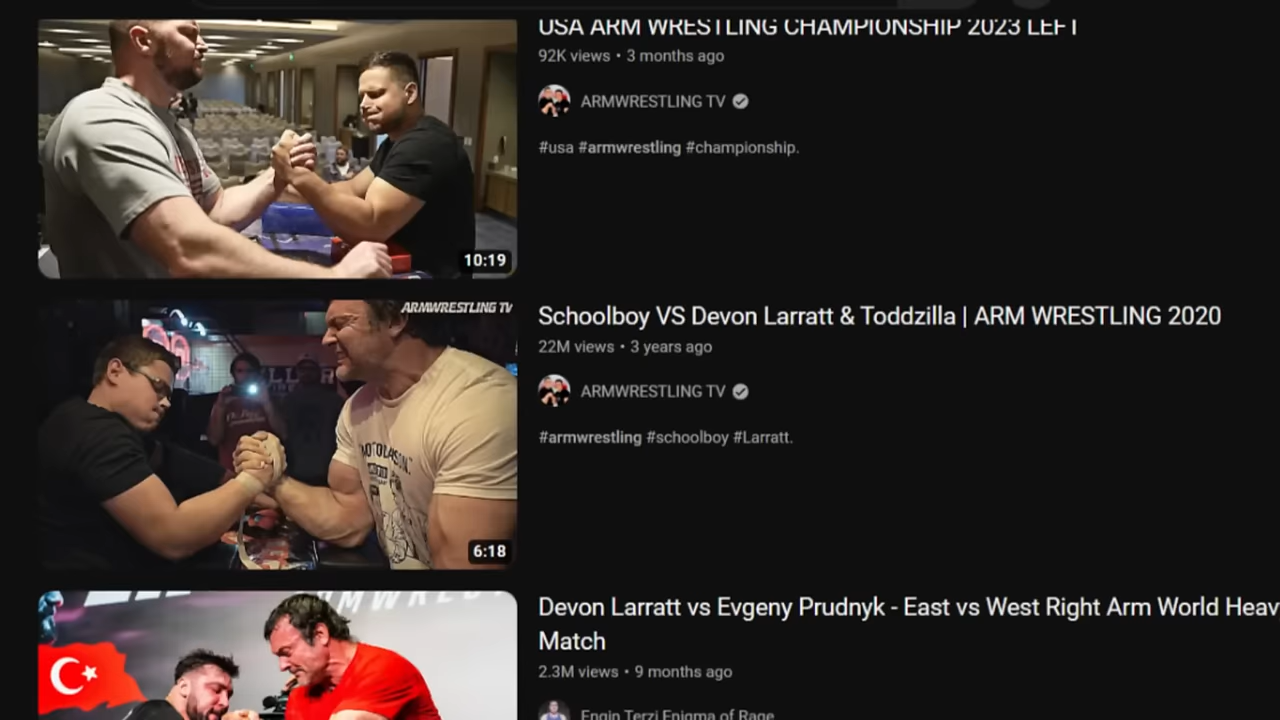 USA ARM WRESTLING CHAMPIONSHIP 2023 LEFT
92K views • 3 months ago
ARMWRESTLING TV
#usa #armwrestling #championship.
10:19
ARMWRESTLING TV
Schoolboy VS Devon Larratt & Toddzilla | ARM WRESTLING 2020
22M views • 3 years ago
ARMWRESTLING TV
#armwrestling #schoolboy #Larratt.
6:18
Devon Larratt vs Evgeny Prudnyk - East vs West Right Arm World Heav
Match
2.3M views • 9 months ago
Engin Terzi Enigma of Rage